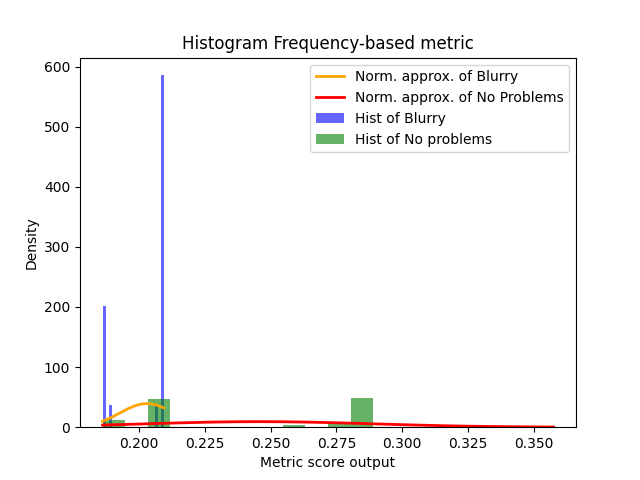 Histogram Frequency-based metric
Norm. approx. of Blurry
Norm. approx. of No Problems
Hist of Blurry
Hist of No problems
Density
600
500
400
300
200
100
0
0.200 0.225 0.250 0.275 0.300 0.325 0.350
Metric score output